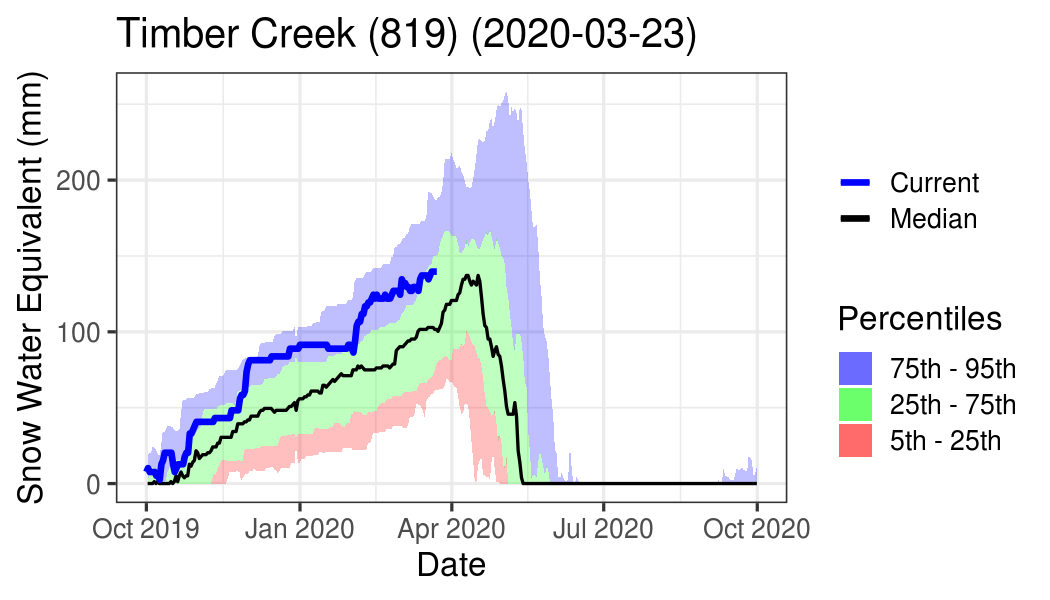 Timber Creek (819) (2020-03-23)
Snow Water Equivalent (mm)
200
100
0
Oct 2019
Jan 2020
Apr 2020
Jul 2020
Oct 2020
Date
Current
Median
Percentiles
75th - 95th
25th - 75th
5th - 25th